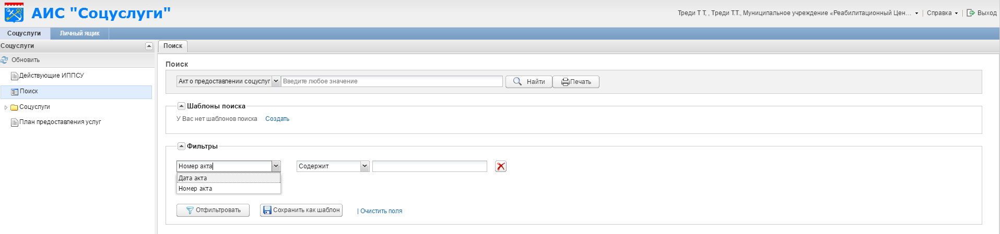 АИС "Соцуслуги"
Треди Т Т, , Треди Т.Т., Муниципальное учреждение «Реабилитационный Цен...
Справка
Выход
Соцуслуги
Личный ящик
Соцуслуги
Обновить
Действующие ИППСУ
Поиск
Соцуслуги
План предоставления услуг
Поиск
Поиск
Акт о предоставлении соцуслуг
Введите любое значение
Найти
Печать
Шаблоны поиска
У Вас нет шаблонов поиска Создать
Фильтры
Номер акта
Содержит
Дата акта
Номер акта
Отфильтровать
Сохранить как шаблон
| Очистить поля